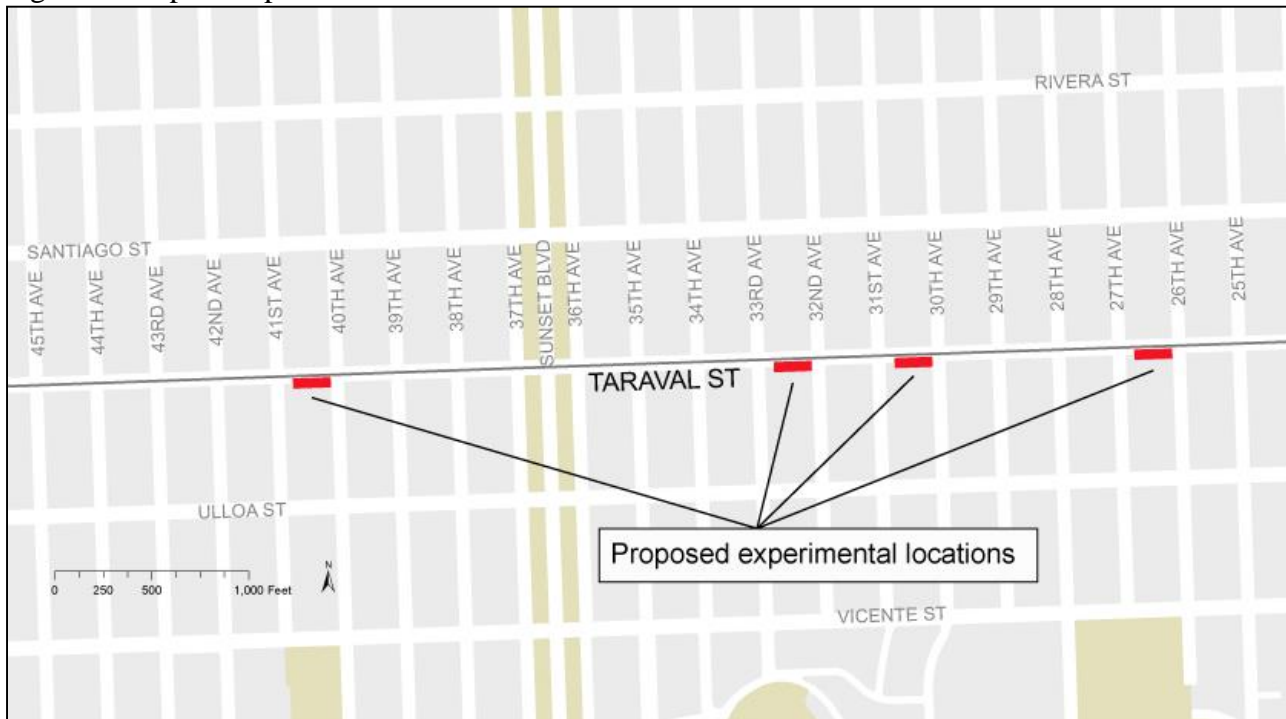 RIVERA ST
SANTIAGO ST
45TH AVE
44TH AVE
43RD AVE
42ND AVE
41ST AVE
40TH AVE
39TH AVE
38TH AVE
37TH AVE
SUNSET BLVD
36TH AVE
35TH AVE
34TH AVE
33RD AVE
32ND AVE
31ST AVE
30TH AVE
29TH AVE
28TH AVE
27TH AVE
26TH AVE
25TH AVE
TARAVAL ST
ULLOA ST
Proposed experimental locations
N
0 250 500 1,000 Feet
VICENTE ST